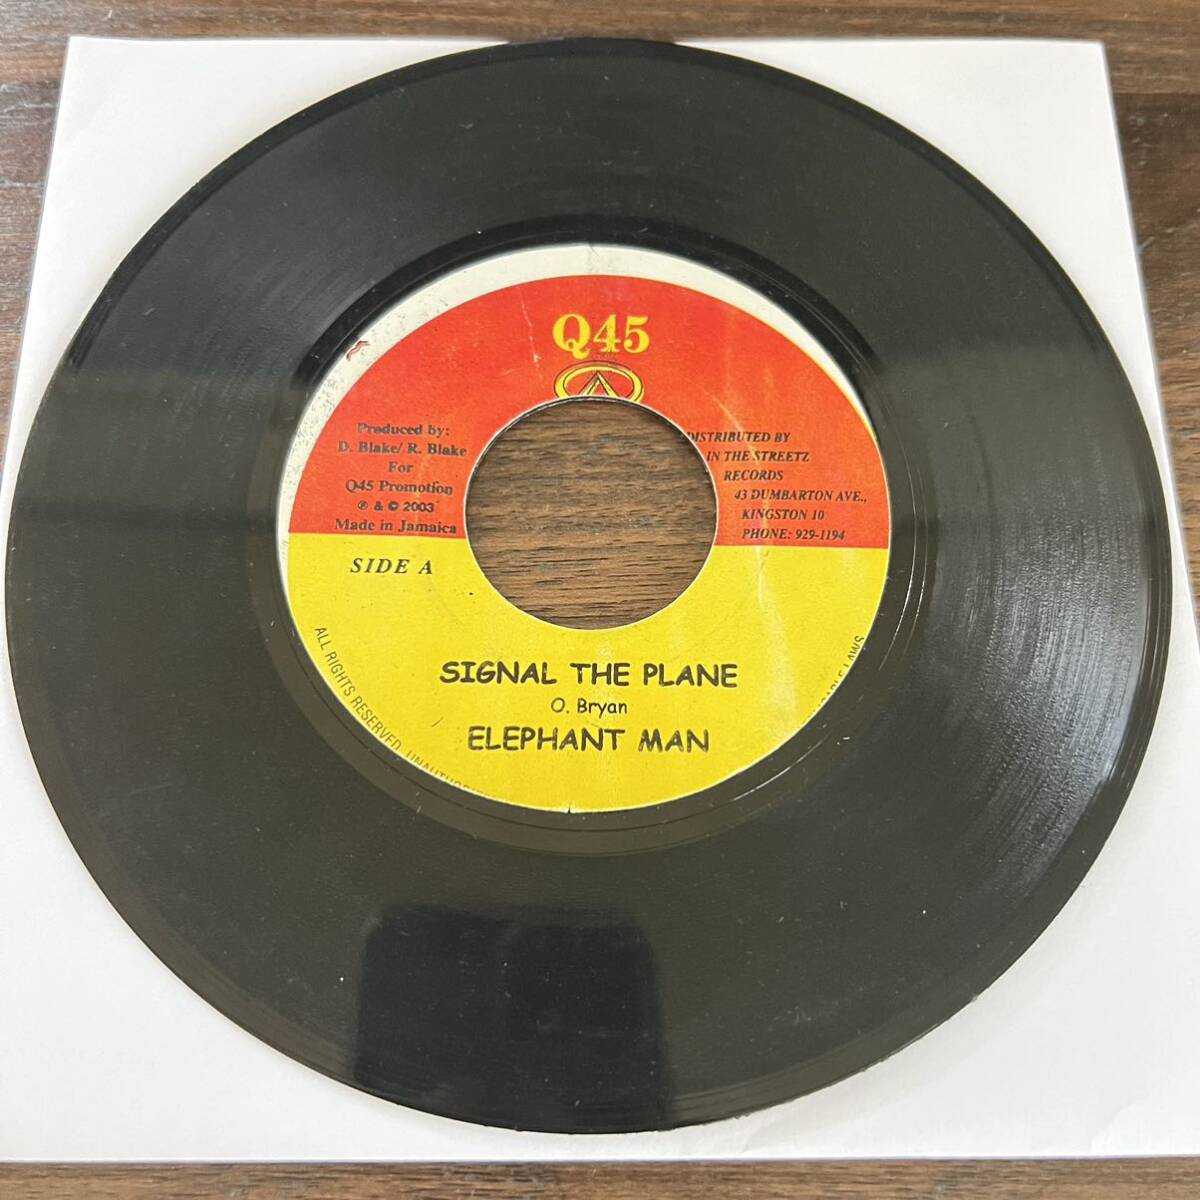 Q45
Produced by:
D. Blake/ R. Blake
For
Q45 Promotion
℗ & © 2003
Made in Jamaica
DISTRIBUTED BY
IN THE STREETZ
RECORDS
43 DUMBARTON AVE.,
KINGSTON 10
PHONE: 929-1194
SIDE A
SIGNAL THE PLANE
O. Bryan
ELEPHANT MAN
ALL RIGHTS RESERVED. LAWS